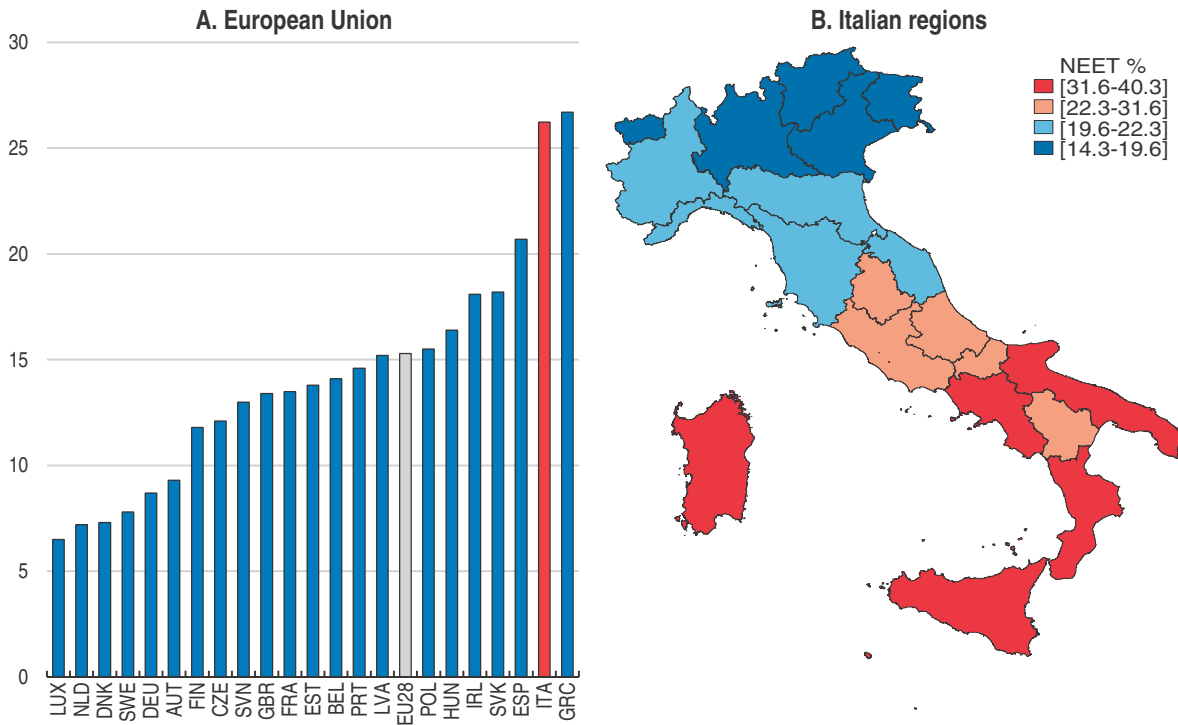 A. European Union
30
25
20
15
10
5
0
LUX
NLD
DNK
SWE
DEU
AUT
FIN
CZE
SVN
GBR
FRA
EST
BEL
PRT
LVA
EU28
POL
HUN
IRL
SVK
ESP
ITA
GRC
B. Italian regions
NEET %
[31.6-40.3]
[22.3-31.6]
[19.6-22.3]
[14.3-19.6]